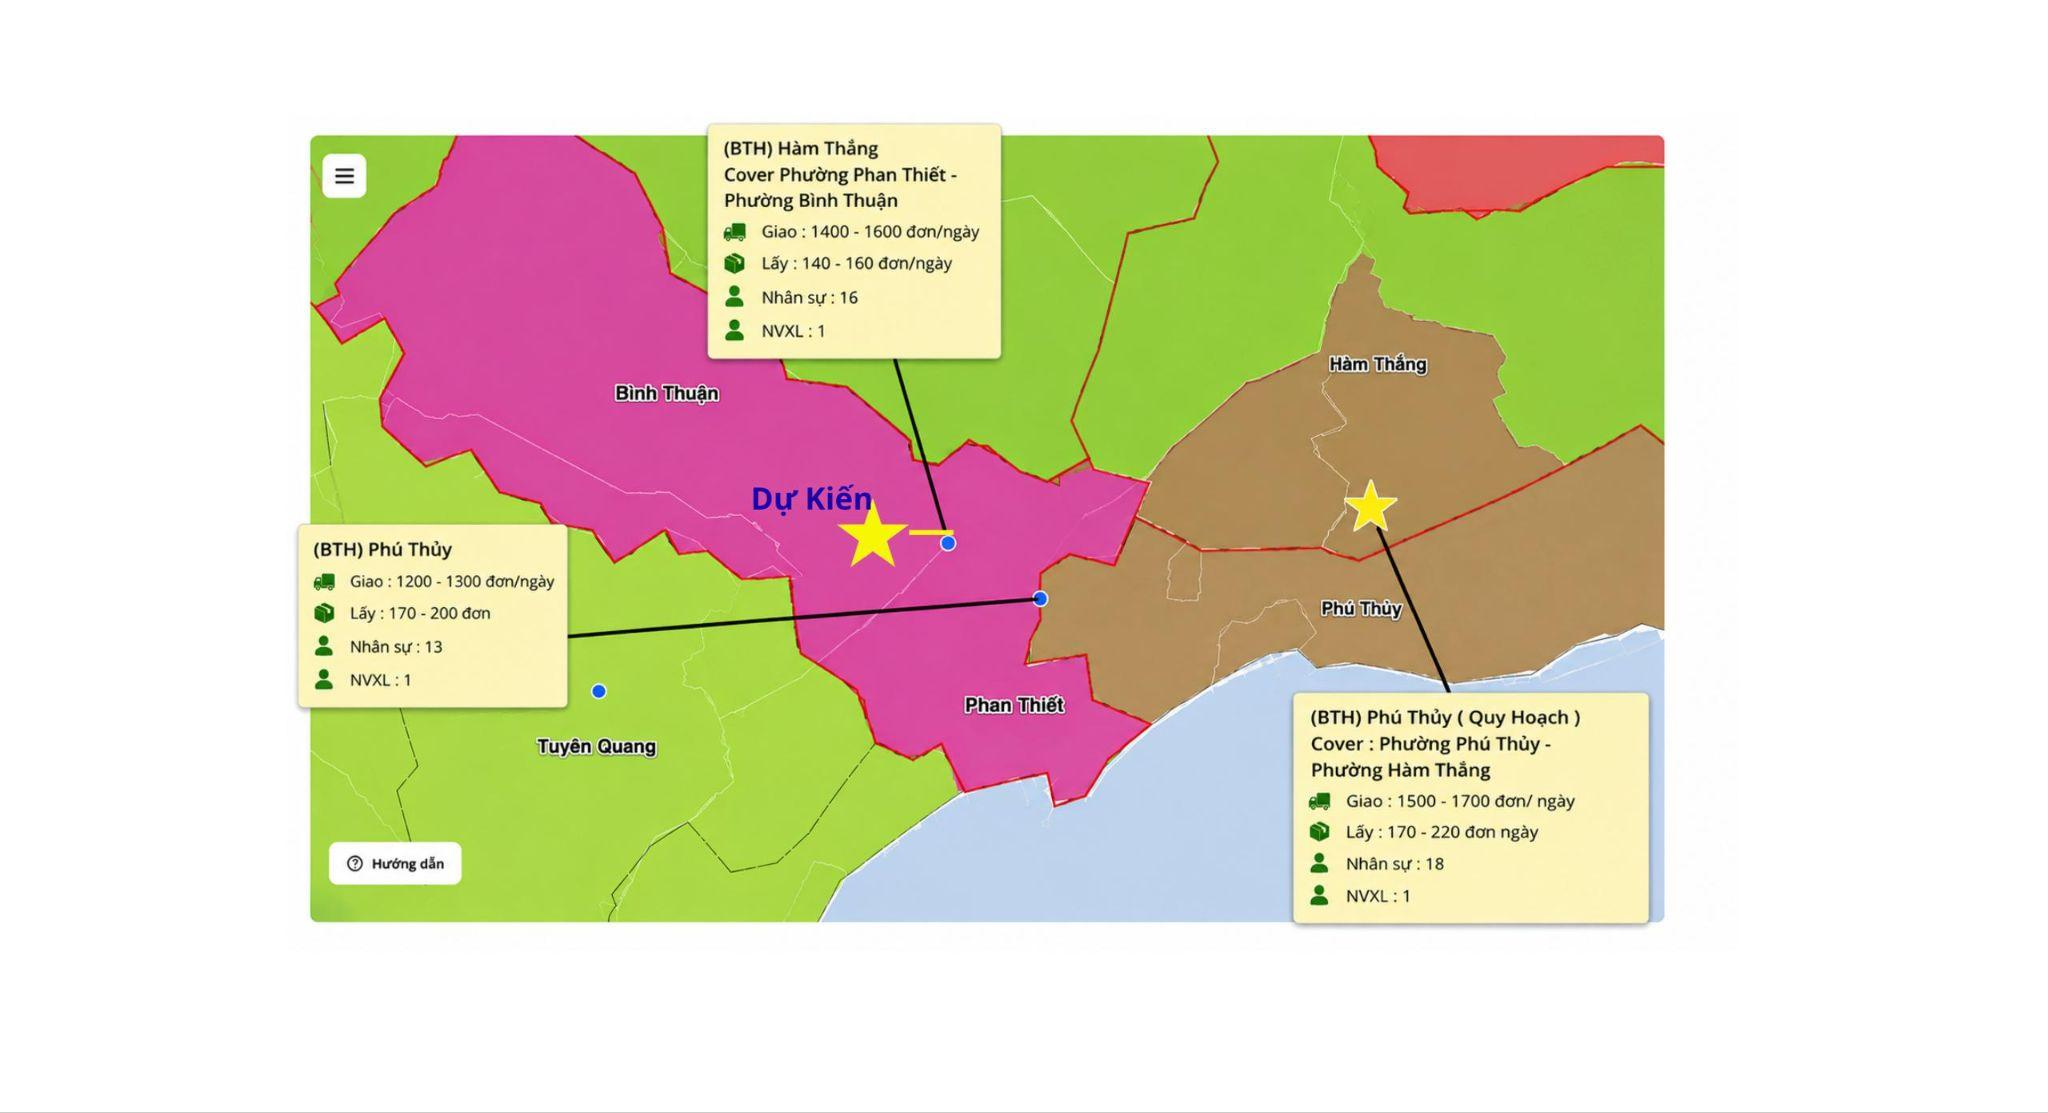 (BTH) Hàm Thắng
Cover Phường Phan Thiết -
Phường Bình Thuận
Giao : 1400 - 1600 đơn/ngày
Lấy : 140 - 160 đơn/ngày
Nhân sự : 16
NVXL : 1
Hàm Thắng
Bình Thuận
Dự Kiến
(BTH) Phú Thủy
Giao : 1200 - 1300 đơn/ngày
Lấy : 170 - 200 đơn
Nhân sự : 13
NVXL : 1
Phú Thủy
Phan Thiết
Tuyên Quang
(BTH) Phú Thủy ( Quy Hoạch )
Cover : Phường Phú Thủy -
Phường Hàm Thắng
Giao : 1500 - 1700 đơn/ ngày
Lấy : 170 - 220 đơn ngày
Nhân sự : 18
NVXL : 1
Hướng dẫn